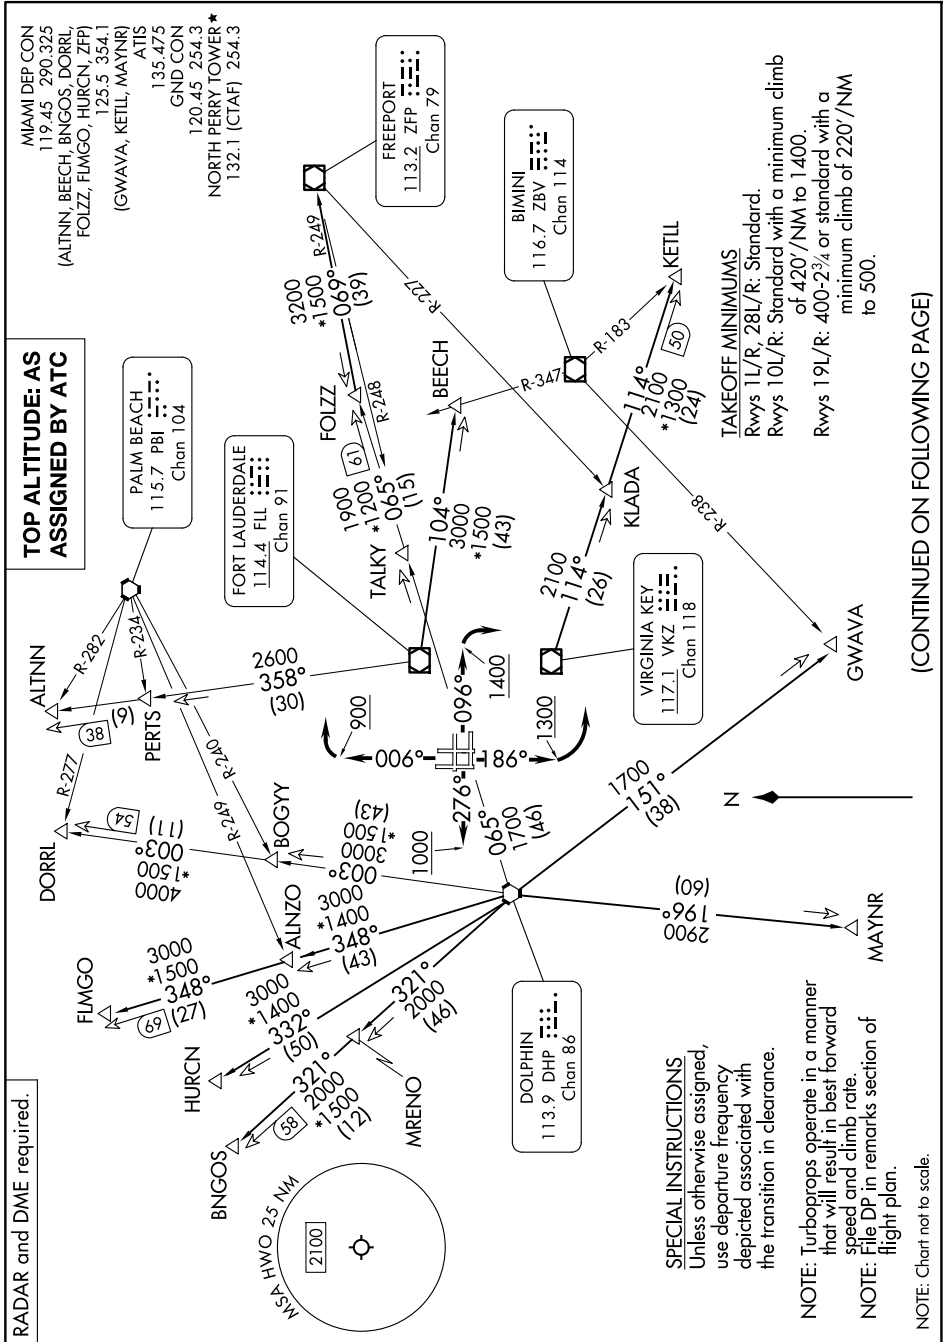 RADAR and DME required.
TOP ALTITUDE: AS
ASSIGNED BY ATC
MIAMI DEP CON
119.45 290.325
(ALTNN, BEECH, BNGOS, DORRL,
FOLZZ, FLMGO, HURCN, ZFP)
125.5 354.1
(GWAVA, KETLL, MAYNR)
ATIS
135.475
GND CON
120.45 254.3
NORTH PERRY TOWER★
132.1 (CTAF) 254.3
PALM BEACH
115.7 PBI
Chan 104
FORT LAUDERDALE
114.4 FLL
Chan 91
FREEPORT
113.2 ZFP
Chan 79
BIMINI
116.7 ZBV
Chan 114
VIRGINIA KEY
117.1 VKZ
Chan 118
DOLPHIN
113.9 DHP
Chan 86
MSA HWO 25 NM
2100
BNGOS
58
321°
2000
*1500
(12)
MRENO
321°
2000
(46)
HURCN
3000
*1400
332°
(50)
FLMGO
69
3000
*1500
348°
(27)
ALNZO
3000
*1400
348°
(43)
DORRL
54
4000
*1500
003°
(11)
BOGYY
003°
3000
*1500
(43)
ALTNN
38
(9)
PERTS
2600
358°
(30)
R-282
R-234
R-277
R-240
R-249
FOLZZ
61
1900
*1200
065°
(15)
TALKY
065°
1700
(46)
3200
*1500
069°
(39)
R-249
R-248
R-227
BEECH
104°
3000
*1500
(43)
R-347
R-183
R-238
KETLL
50
114°
2100
*1300
(24)
KLADA
2100
114°
(26)
GWAVA
1700
151°
(38)
MAYNR
2900
196°
(60)
900
006°
1400
096°
1300
186°
1000
276°
N
TAKEOFF MINIMUMS
Rwys 1L/R, 28L/R: Standard.
Rwys 10L/R: Standard with a minimum climb
of 420'/NM to 1400.
Rwys 19L/R: 400-2¾ or standard with a
minimum climb of 220'/NM
to 500.
SPECIAL INSTRUCTIONS
Unless otherwise assigned,
use departure frequency
depicted associated with
the transition in clearance.
NOTE: Turboprops operate in a manner
that will result in best forward
speed and climb rate.
NOTE: File DP in remarks section of
flight plan.
NOTE: Chart not to scale.
(CONTINUED ON FOLLOWING PAGE)